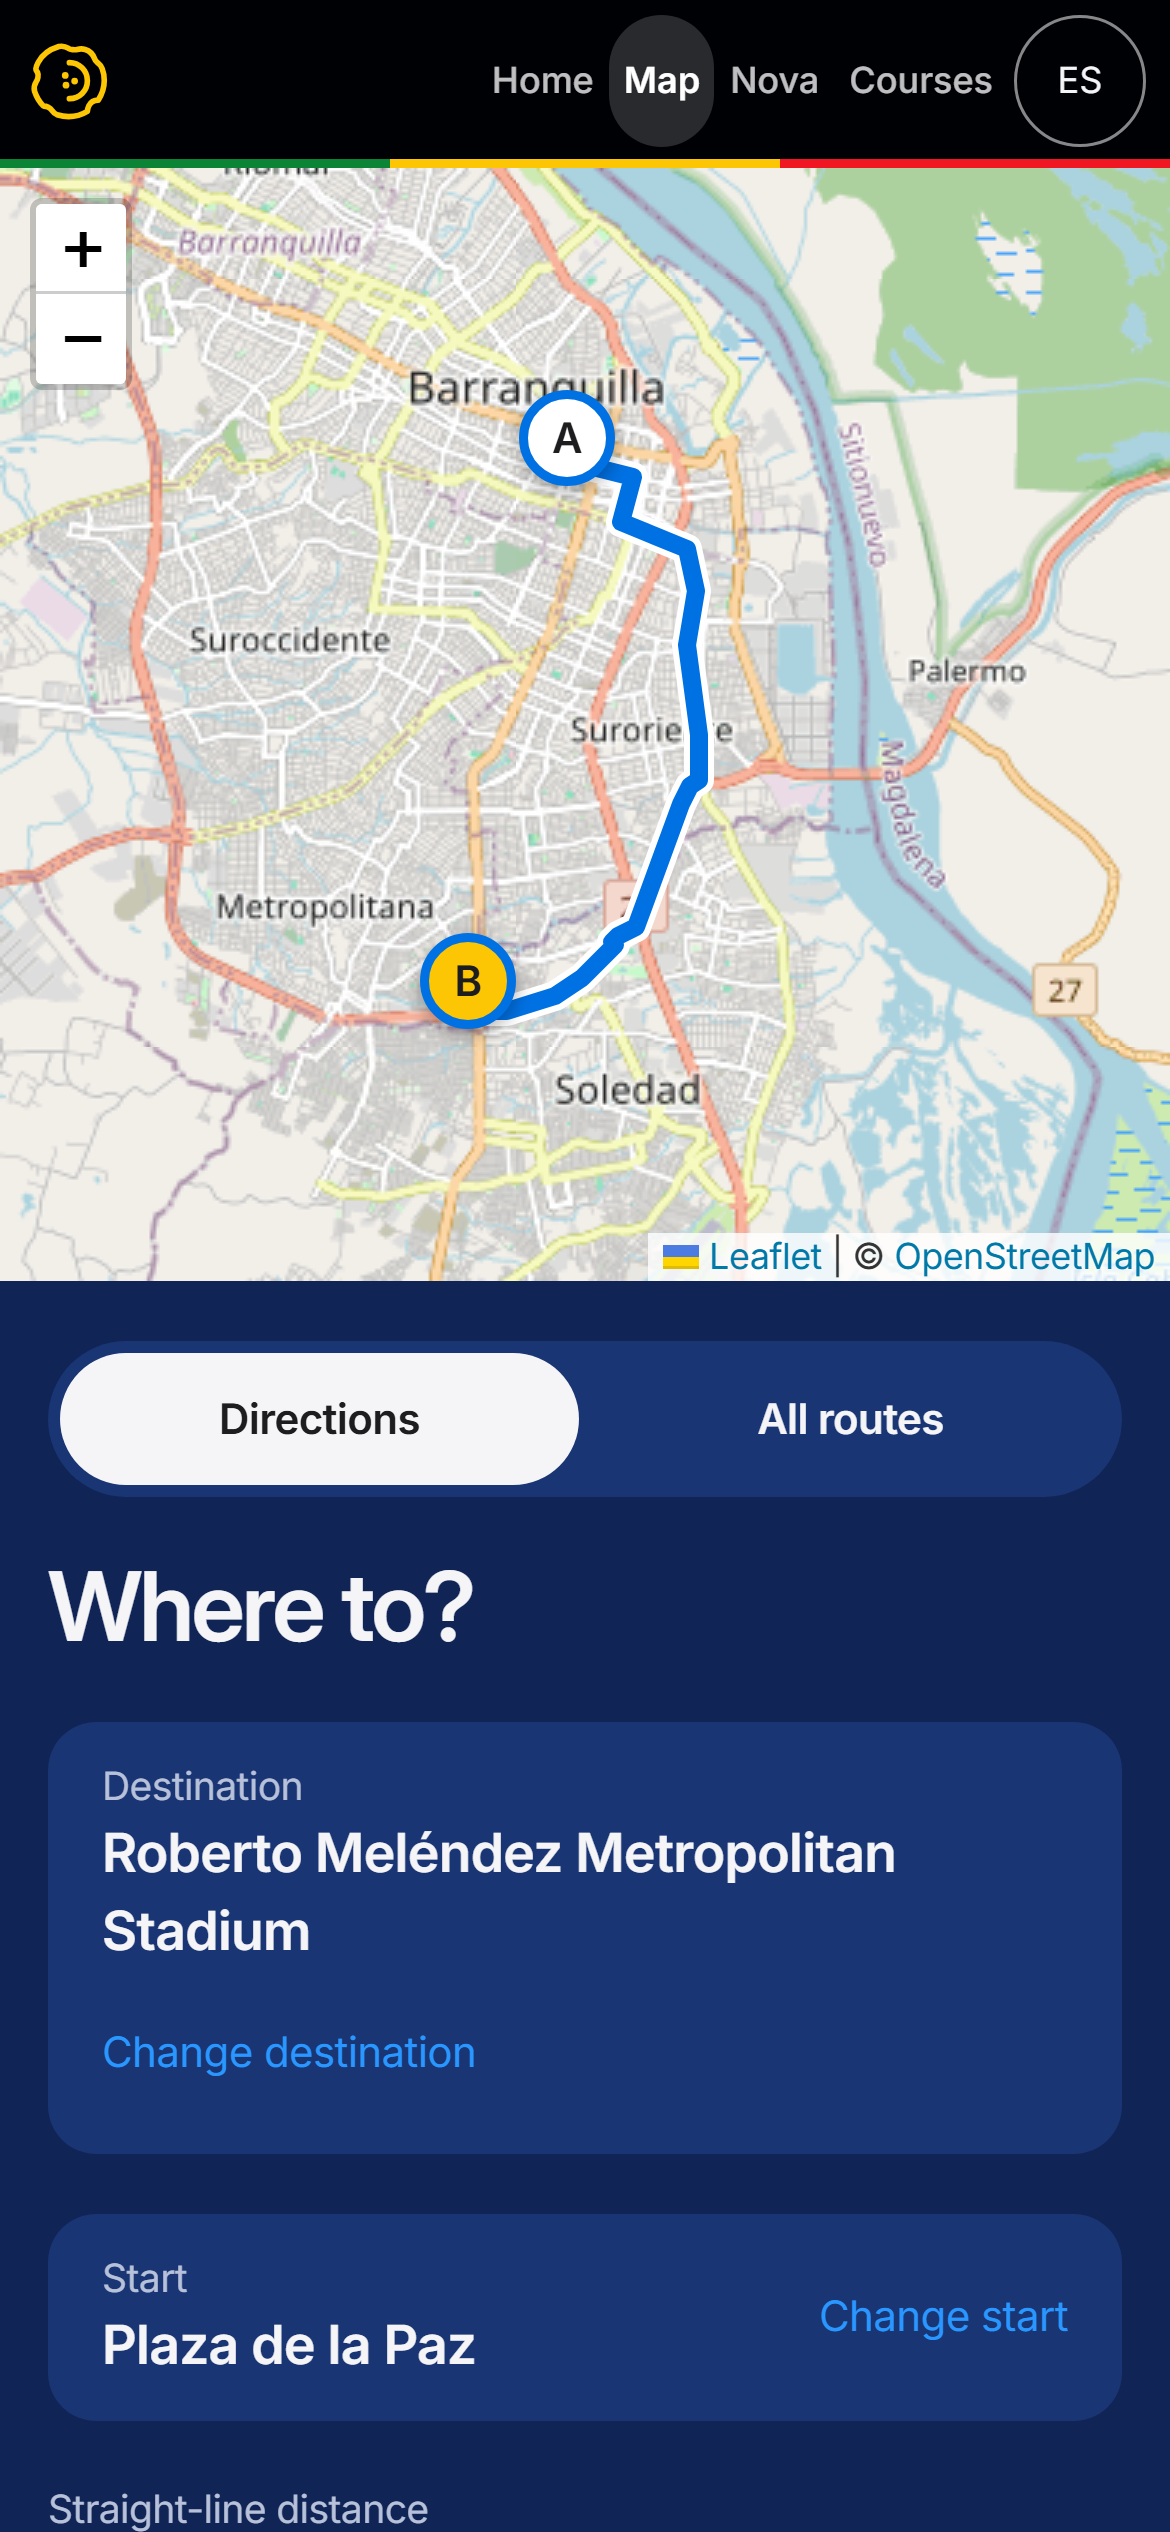 Home Map Nova Courses ES
Barranquilla
+
−
Barranquilla
A
Sitionuevo
Suroccidente
Palermo
Magdalena
Metropolitana
B
27
Soledad
Leaflet | © OpenStreetMap
Directions All routes
Where to?
Destination
Roberto Meléndez Metropolitan
Stadium
Change destination
Start
Plaza de la Paz
Change start
Straight-line distance